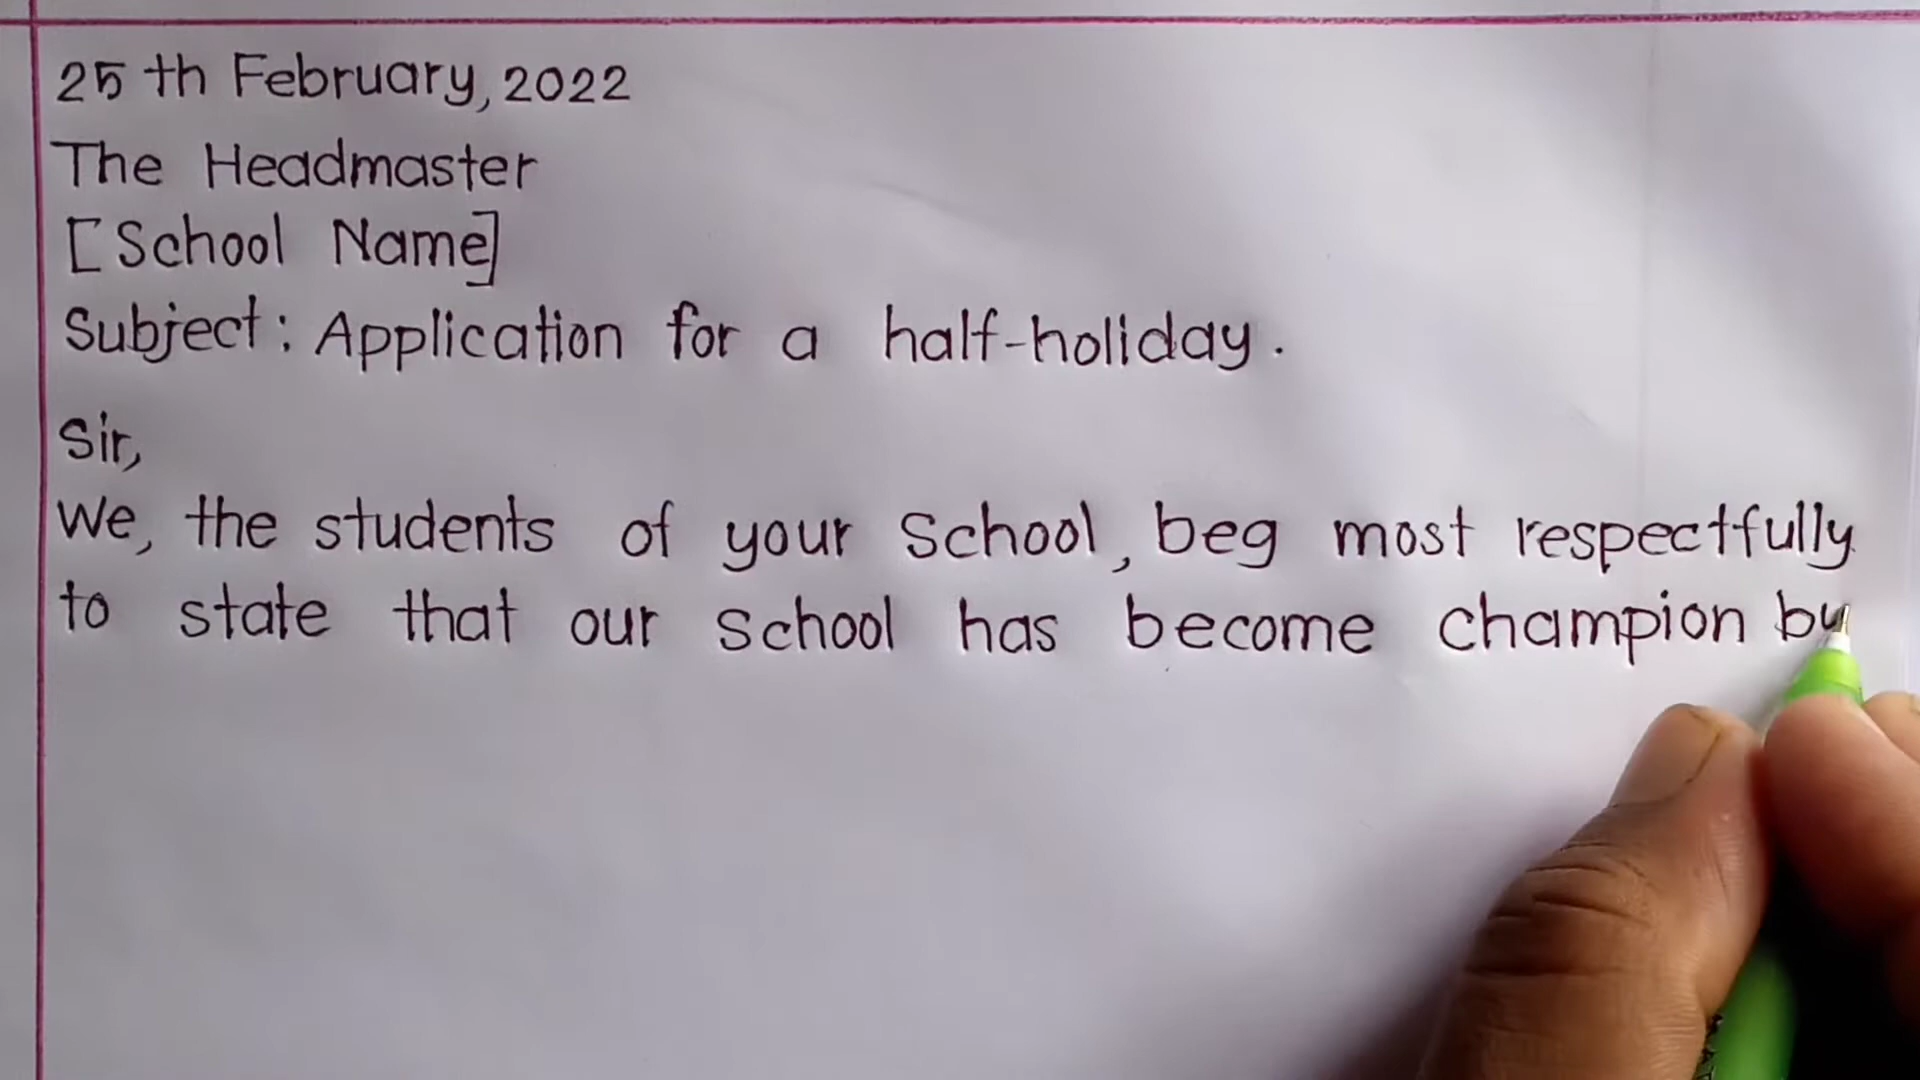 25 th February, 2022
The Headmaster
[School Name]
Subject: Application for a half-holiday.
Sir,
We, the students of your School, beg most respectfully
to state that our School has become champion